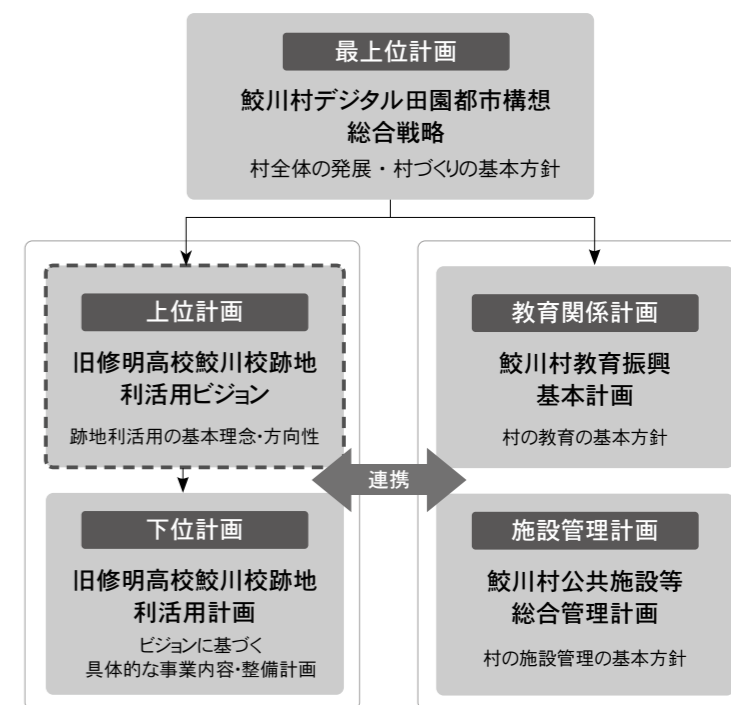 最上位計画
鮫川村デジタル田園都市構想
総合戦略
村全体の発展・村づくりの基本方針
上位計画
旧修明高校鮫川校跡地
利活用ビジョン
跡地利活用の基本理念・方向性
下位計画
旧修明高校鮫川校跡地
利活用計画
ビジョンに基づく
具体的な事業内容・整備計画
連携
教育関係計画
鮫川村教育振興
基本計画
村の教育の基本方針
施設管理計画
鮫川村公共施設等
総合管理計画
村の施設管理の基本方針